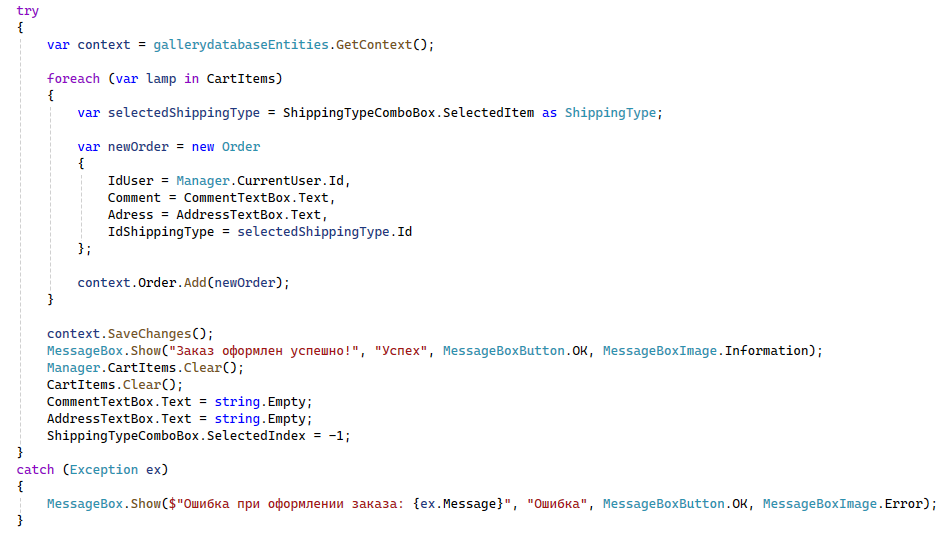 try
{
    var context = gallerydatabaseEntities.GetContext();

    foreach (var lamp in CartItems)
    {
        var selectedShippingType = ShippingTypeComboBox.SelectedItem as ShippingType;

        var newOrder = new Order
        {
            IdUser = Manager.CurrentUser.Id,
            Comment = CommentTextBox.Text,
            Adress = AddressTextBox.Text,
            IdShippingType = selectedShippingType.Id
        };

        context.Order.Add(newOrder);
    }

    context.SaveChanges();
    MessageBox.Show("Заказ оформлен успешно!", "Успех", MessageBoxButton.OK, MessageBoxImage.Information);
    Manager.CartItems.Clear();
    CartItems.Clear();
    CommentTextBox.Text = string.Empty;
    AddressTextBox.Text = string.Empty;
    ShippingTypeComboBox.SelectedIndex = -1;
}
catch (Exception ex)
{
    MessageBox.Show($"Ошибка при оформлении заказа: {ex.Message}", "Ошибка", MessageBoxButton.OK, MessageBoxImage.Error);
}